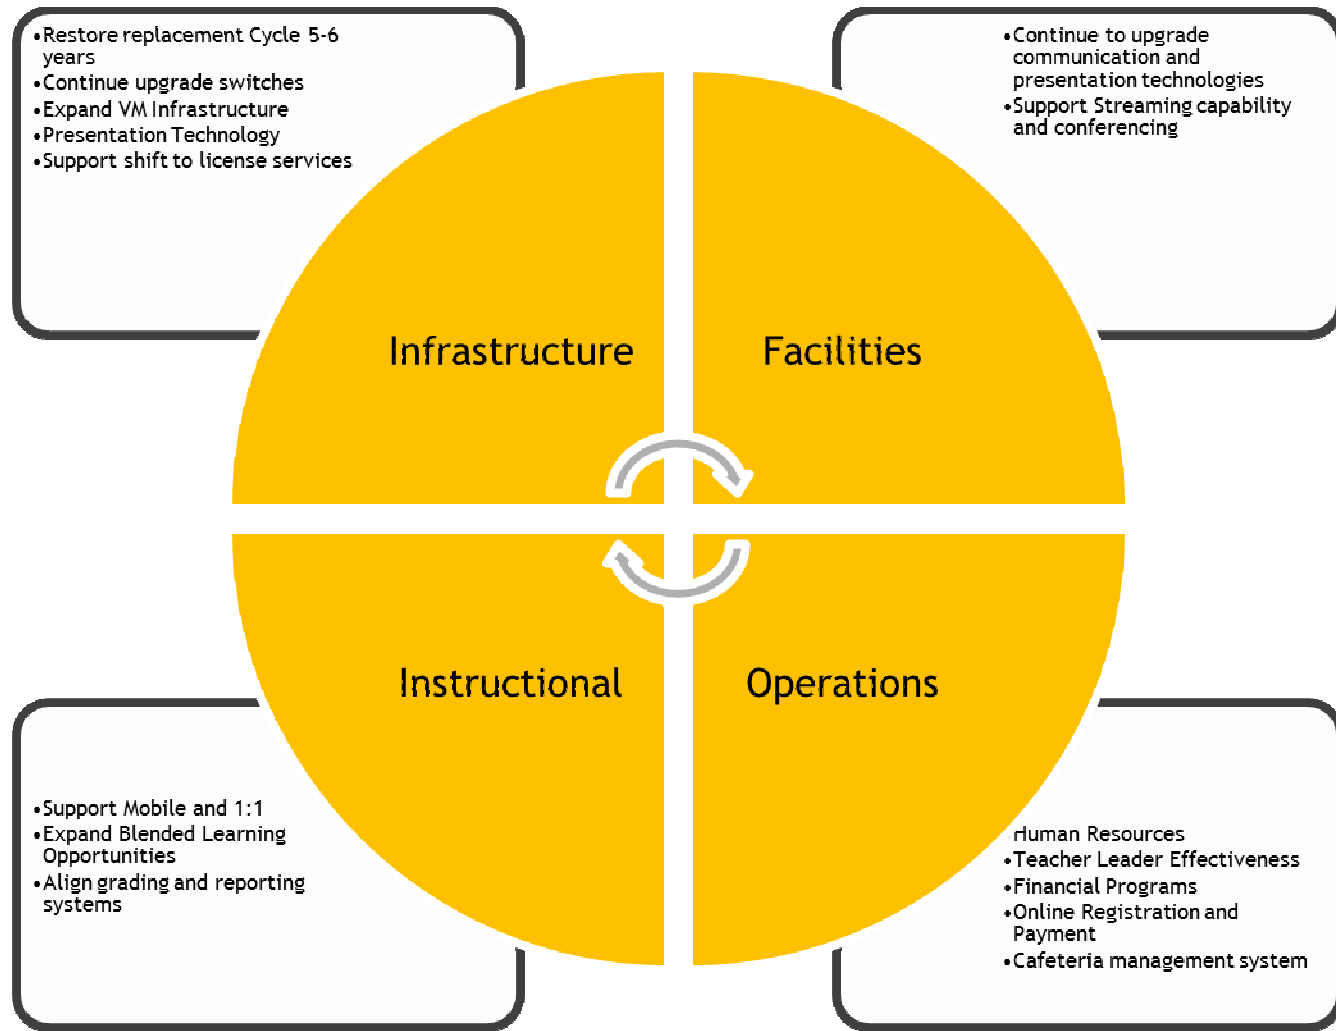 •Restore replacement Cycle 5-6
years
•Continue upgrade switches
•Expand VM Infrastructure
•Presentation Technology
•Support shift to license services
•Continue to upgrade
communication and
presentation technologies
•Support Streaming capability
and conferencing
Infrastructure
Facilities
Instructional
Operations
•Support Mobile and 1:1
•Expand Blended Learning
Opportunities
•Align grading and reporting
systems
Human Resources
•Teacher Leader Effectiveness
•Financial Programs
•Online Registration and
Payment
•Cafeteria management system